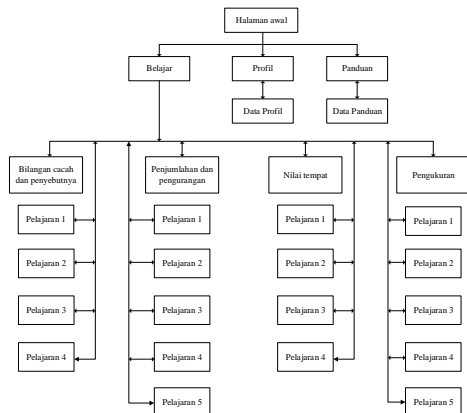 Halaman awal
Belajar
Profil
Panduan
Data Profil
Data Panduan
Bilangan cacah
dan penyebutnya
Penjumlahan dan
pengurangan
Nilai tempat
Pengukuran
Pelajaran 1
Pelajaran 1
Pelajaran 1
Pelajaran 1
Pelajaran 2
Pelajaran 2
Pelajaran 2
Pelajaran 2
Pelajaran 3
Pelajaran 3
Pelajaran 3
Pelajaran 3
Pelajaran 4
Pelajaran 4
Pelajaran 4
Pelajaran 4
Pelajaran 5
Pelajaran 5